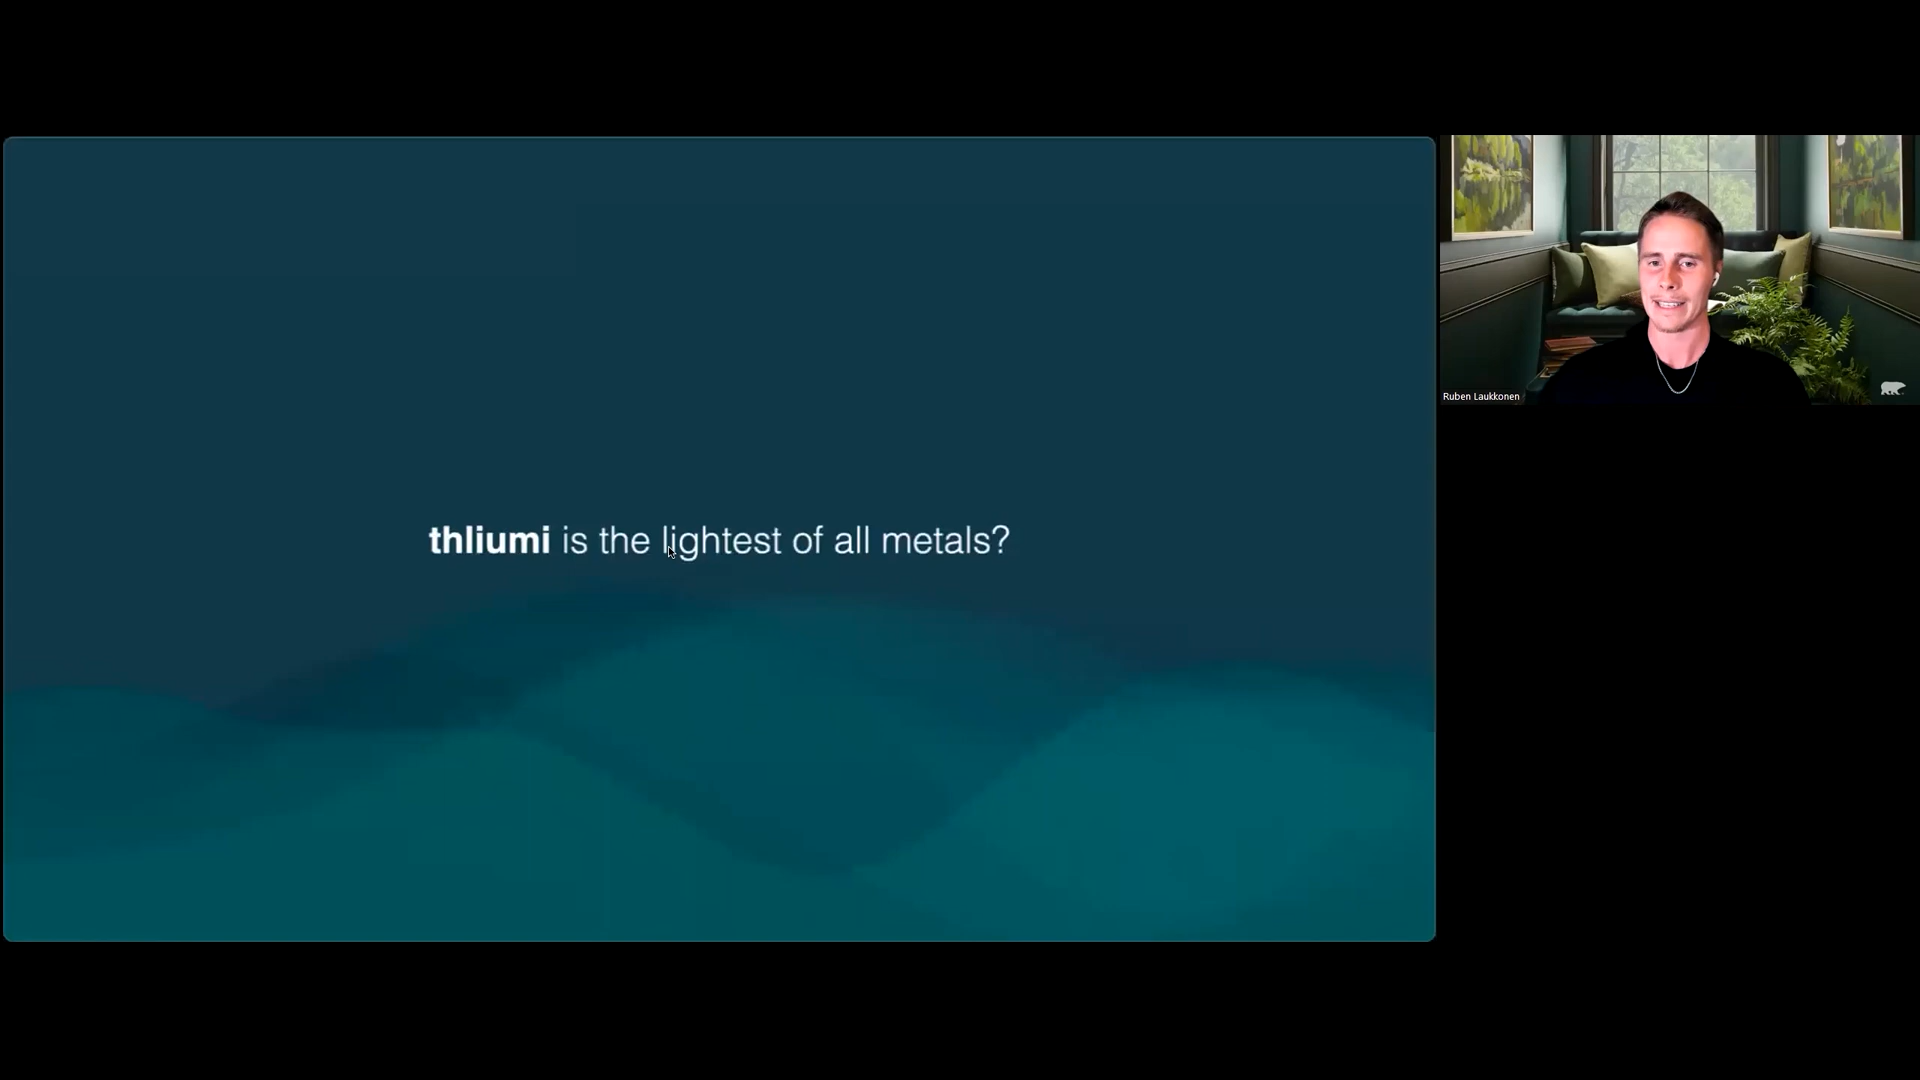 thliumi is the lightest of all metals?
Ruben Laukkonen